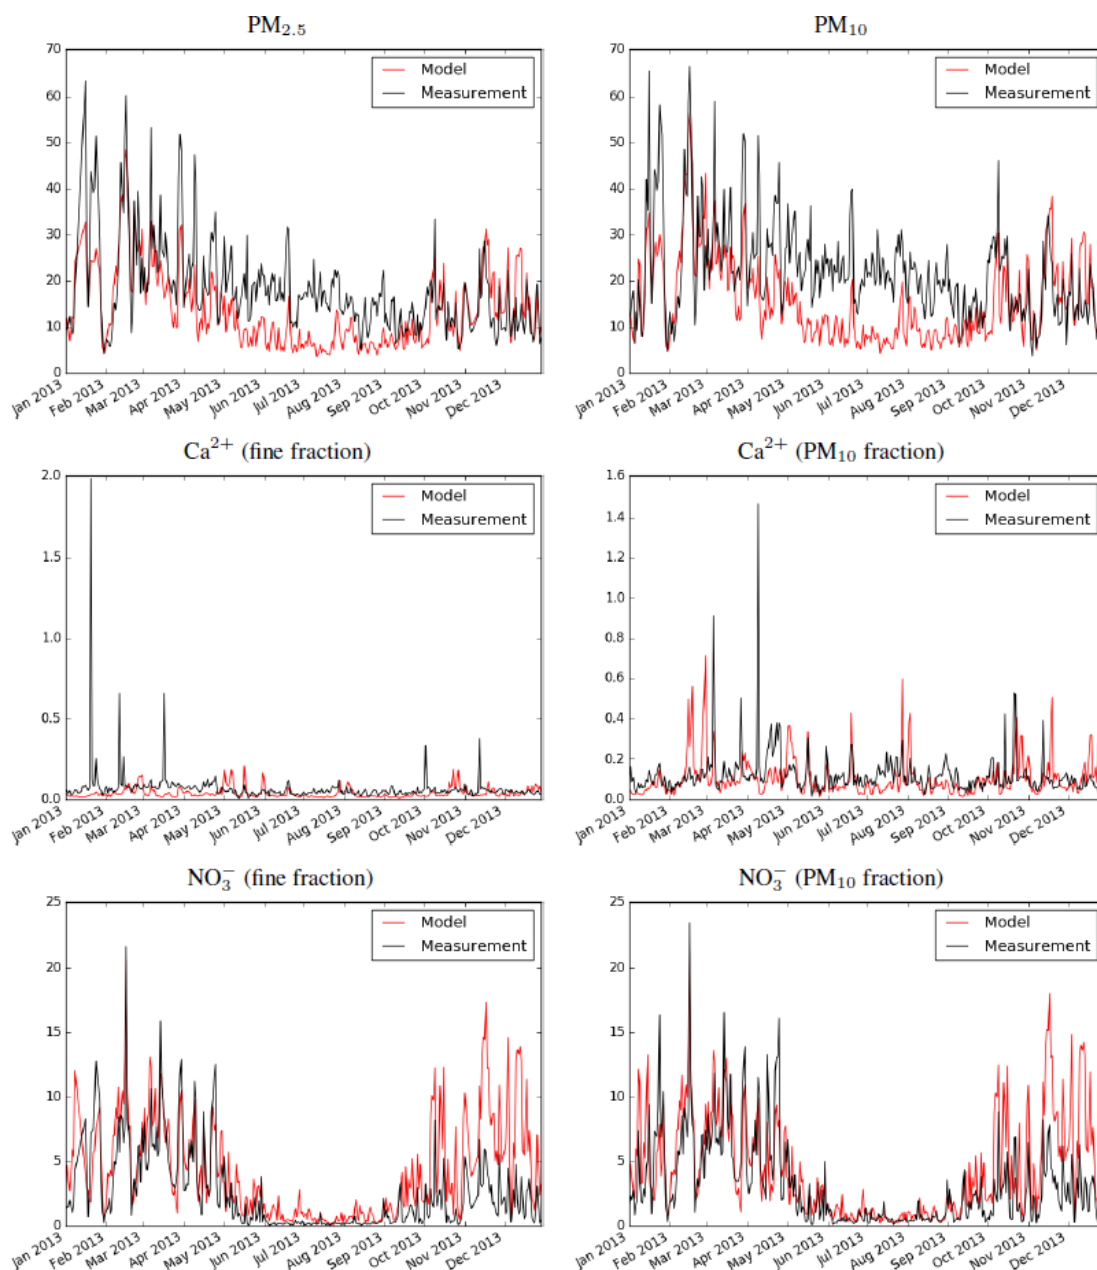 PM₂.₅
70
60
50
40
30
20
10
0
Model
Measurement
Jan 2013
Feb 2013
Mar 2013
Apr 2013
May 2013
Jun 2013
Jul 2013
Aug 2013
Sep 2013
Oct 2013
Nov 2013
Dec 2013
PM₁₀
70
60
50
40
30
20
10
0
Model
Measurement
Jan 2013
Feb 2013
Mar 2013
Apr 2013
May 2013
Jun 2013
Jul 2013
Aug 2013
Sep 2013
Oct 2013
Nov 2013
Dec 2013
Ca²⁺ (fine fraction)
2.0
1.5
1.0
0.5
0.0
Model
Measurement
Jan 2013
Feb 2013
Mar 2013
Apr 2013
May 2013
Jun 2013
Jul 2013
Aug 2013
Sep 2013
Oct 2013
Nov 2013
Dec 2013
Ca²⁺ (PM₁₀ fraction)
1.6
1.4
1.2
1.0
0.8
0.6
0.4
0.2
0.0
Model
Measurement
Jan 2013
Feb 2013
Mar 2013
Apr 2013
May 2013
Jun 2013
Jul 2013
Aug 2013
Sep 2013
Oct 2013
Nov 2013
Dec 2013
NO₃⁻ (fine fraction)
25
20
15
10
5
0
Model
Measurement
Jan 2013
Feb 2013
Mar 2013
Apr 2013
May 2013
Jun 2013
Jul 2013
Aug 2013
Sep 2013
Oct 2013
Nov 2013
Dec 2013
NO₃⁻ (PM₁₀ fraction)
25
20
15
10
5
0
Model
Measurement
Jan 2013
Feb 2013
Mar 2013
Apr 2013
May 2013
Jun 2013
Jul 2013
Aug 2013
Sep 2013
Oct 2013
Nov 2013
Dec 2013